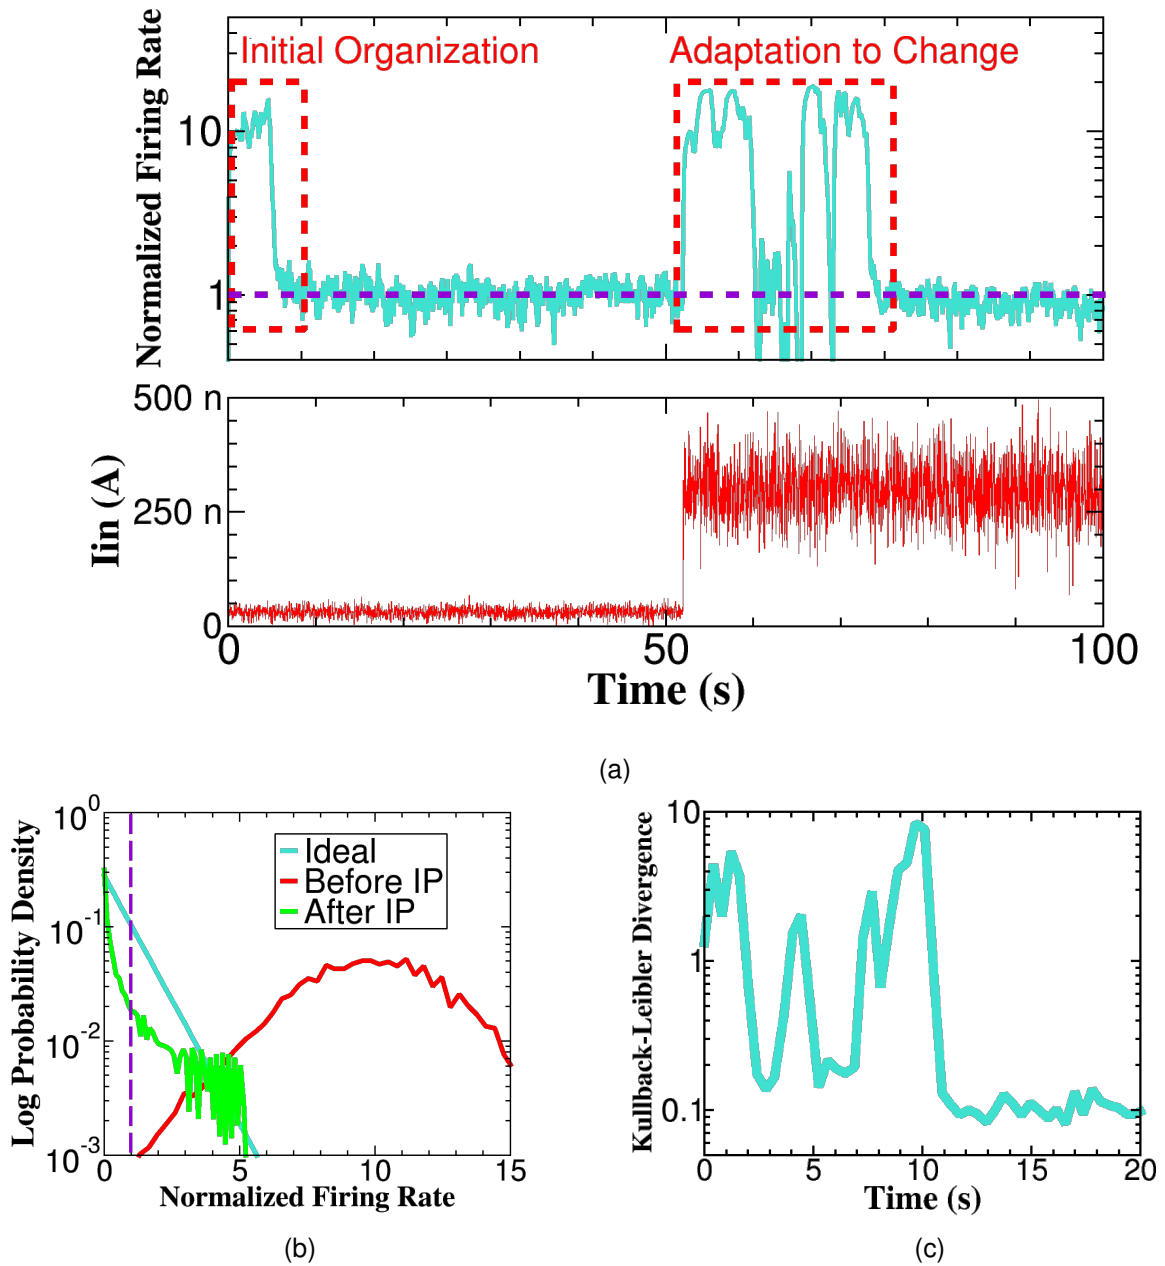 Normalized Firing Rate
Initial Organization
Adaptation to Change
10
1
Iin (A)
500 n
250 n
0
0
50
100
Time (s)
(a)
Log Probability Density
10^0
10^-1
10^-2
10^-3
Ideal
Before IP
After IP
0
5
10
15
Normalized Firing Rate
(b)
Kullback-Leibler Divergence
10
1
0.1
0
5
10
15
20
Time (s)
(c)